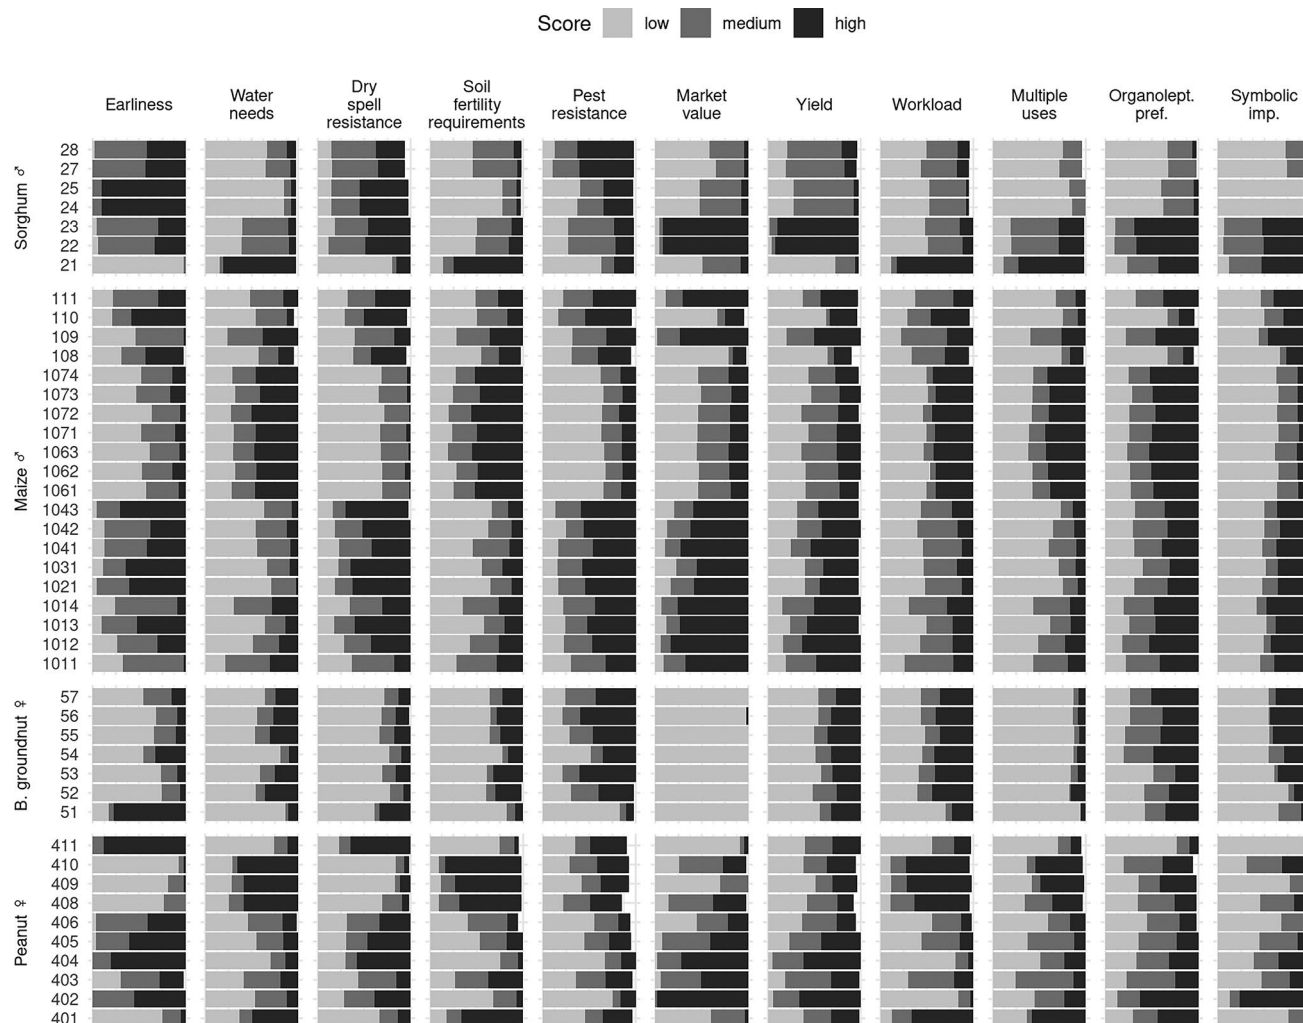 Score low medium high
Earliness
Water
needs
Dry
spell
resistance
Soil
fertility
requirements
Pest
resistance
Market
value
Yield
Workload
Multiple
uses
Organolept.
pref.
Symbolic
imp.
Sorghum ♂
28
27
25
24
23
22
21
Maize ♂
111
110
109
108
1074
1073
1072
1071
1063
1062
1061
1043
1042
1041
1031
1021
1014
1013
1012
1011
B. groundnut ♀
57
56
55
54
53
52
51
Peanut ♀
411
410
409
408
406
405
404
403
402
401